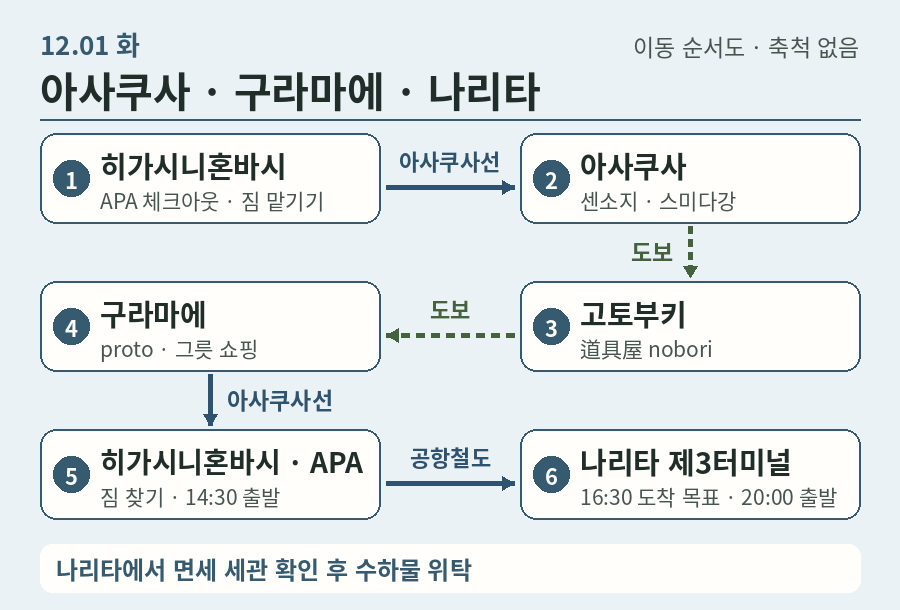 12.01 화
이동 순서도 · 축척 없음
아사쿠사 · 구라마에 · 나리타
1
히가시니혼바시
APA 체크아웃 · 짐 맡기기
아사쿠사선
2
아사쿠사
센소지 · 스미다강
도보
3
고토부키
道具屋 nobori
도보
4
구라마에
proto · 그릇 쇼핑
아사쿠사선
5
히가시니혼바시 · APA
짐 찾기 · 14:30 출발
공항철도
6
나리타 제3터미널
16:30 도착 목표 · 20:00 출발
나리타에서 면세 세관 확인 후 수하물 위탁